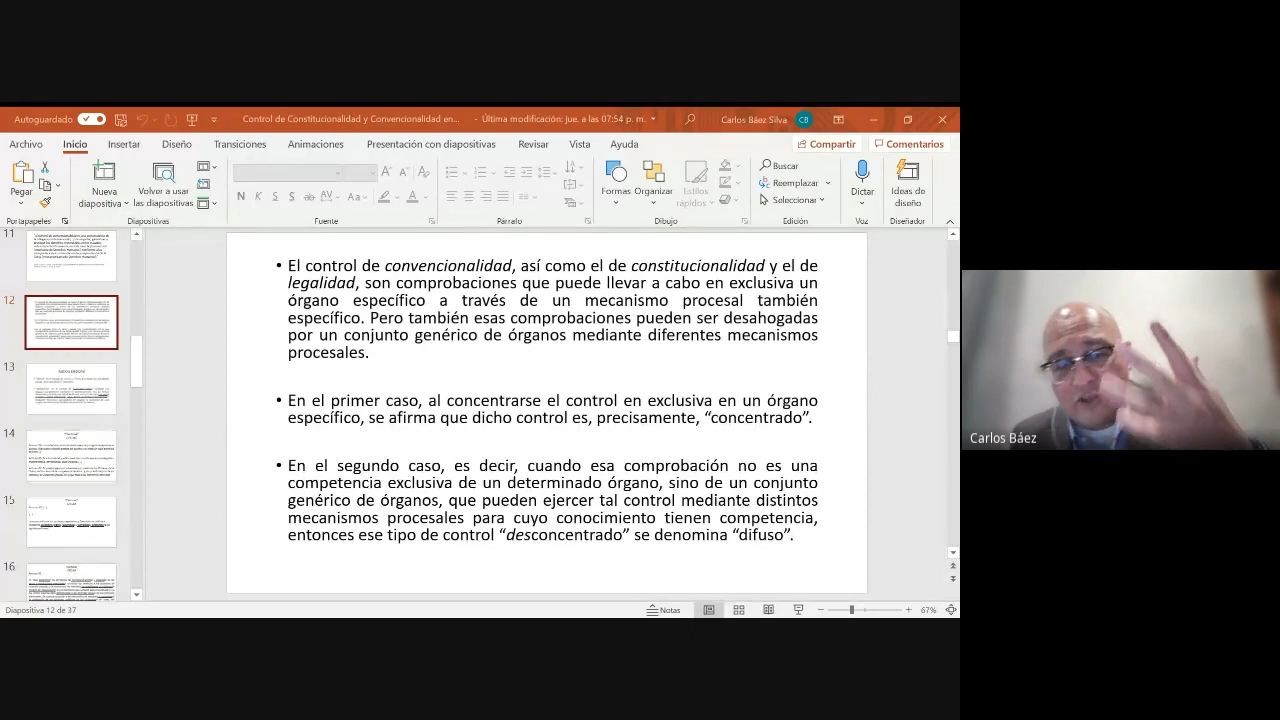 Autoguardado
Control de Constitucionalidad y Convencionalidad en... - Última modificación: jue. a las 07:54 p. m.
Carlos Báez Silva CB
Archivo Inicio Insertar Diseño Transiciones Animaciones Presentación con diapositivas Revisar Vista Ayuda Compartir Comentarios
Pegar
Nueva diapositiva
Volver a usar las diapositivas
N K S ab AV Aa A
Formas Organizar Estilos rápidos
Buscar
Reemplazar
Seleccionar
Dictar
Ideas de diseño
Portapapeles Diapositivas Fuente Párrafo Dibujo Edición Voz Diseñador
11
12
13
14
15
16
• El control de convencionalidad, así como el de constitucionalidad y el de
legalidad, son comprobaciones que puede llevar a cabo en exclusiva un
órgano específico a través de un mecanismo procesal también
específico. Pero también esas comprobaciones pueden ser desahogadas
por un conjunto genérico de órganos mediante diferentes mecanismos
procesales.
• En el primer caso, al concentrarse el control en exclusiva en un órgano
específico, se afirma que dicho control es, precisamente, “concentrado”.
• En el segundo caso, es decir, cuando esa comprobación no es una
competencia exclusiva de un determinado órgano, sino de un conjunto
genérico de órganos, que pueden ejercer tal control mediante distintos
mecanismos procesales para cuyo conocimiento tienen competencia,
entonces ese tipo de control “desconcentrado” se denomina “difuso”.
Carlos Báez
Diapositiva 12 de 37
Notas
67%